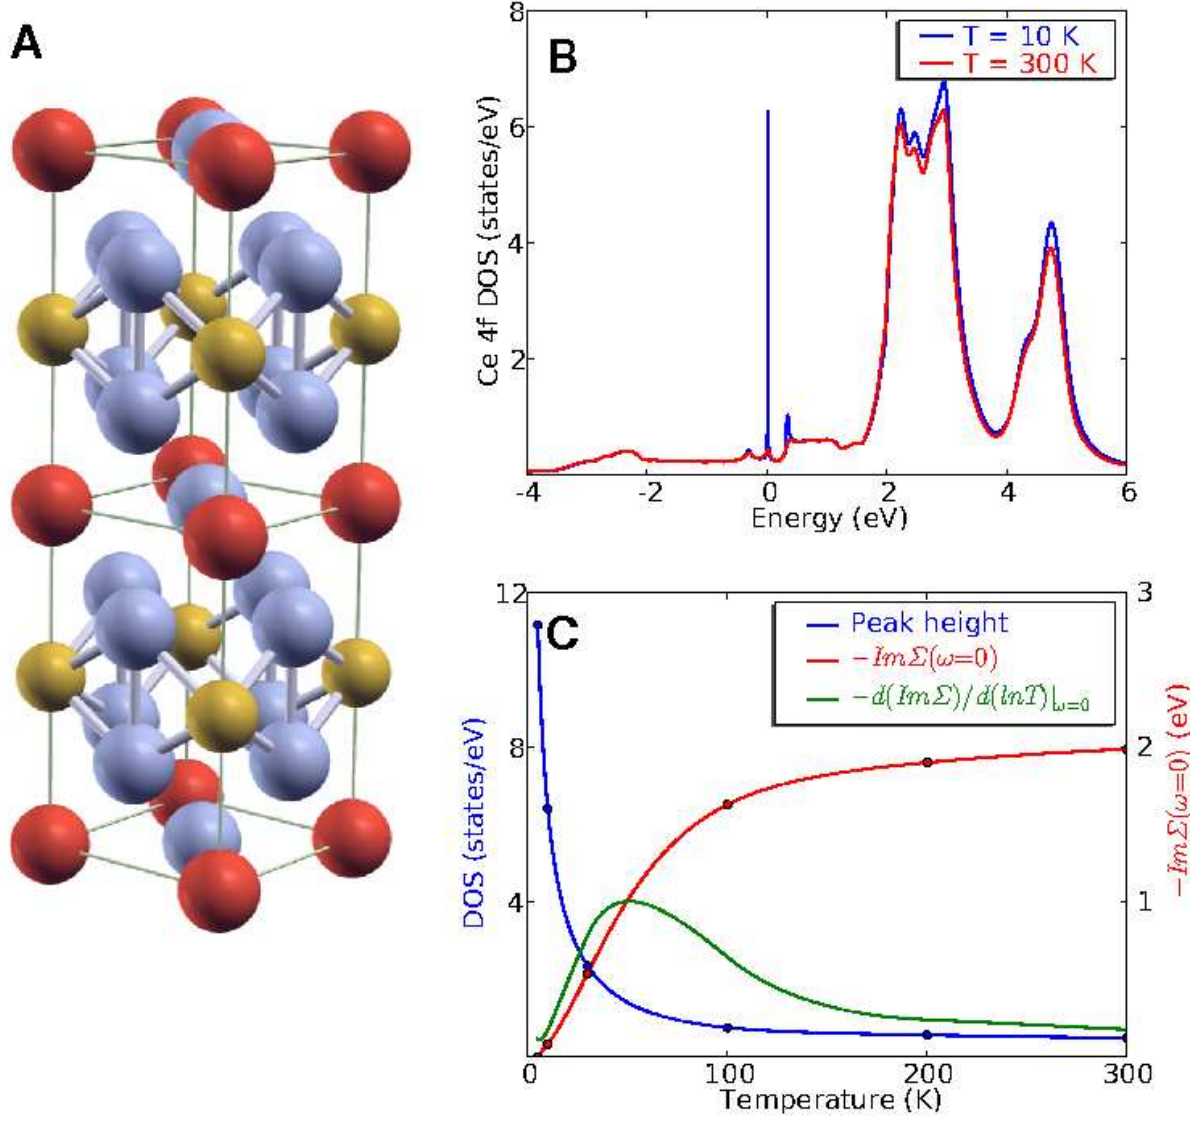 A
B
8
6
4
2
Ce 4f DOS (states/eV)
T = 10 K
T = 300 K
-4 -2 0 2 4 6
Energy (eV)
C
12
8
4
DOS (states/eV)
Peak height
−ImΣ(ω=0)
−d(ImΣ)/d(lnT)|ω=0
3
2
1
−ImΣ(ω=0) (eV)
0 100 200 300
Temperature (K)